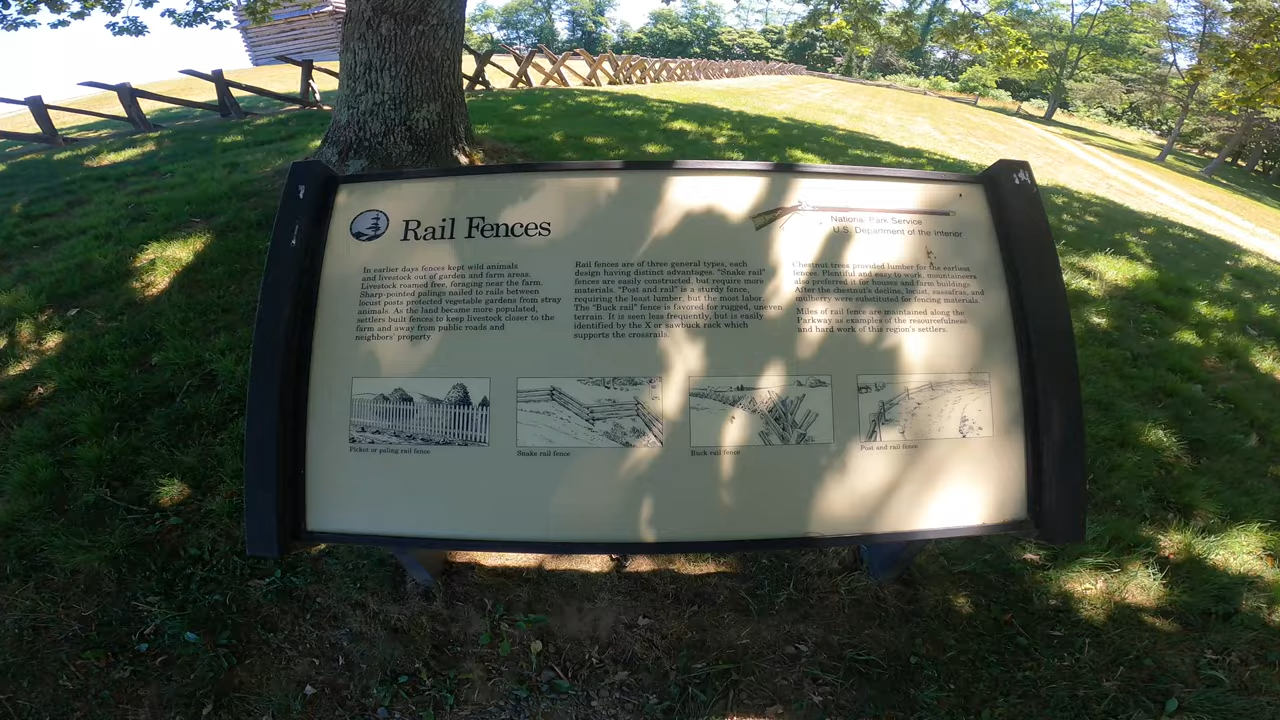 Rail Fences
National Park Service
U.S. Department of the Interior
In earlier days fences kept wild animals
and livestock out of garden and farm areas.
Livestock roamed free, foraging near the farm.
Sharp-pointed palings nailed to rails between
locust posts protected vegetable gardens from stray
animals. As the land became more populated,
settlers built fences to keep livestock closer to the
farm and away from public roads and
neighbors' property.
Rail fences are of three general types, each
design having distinct advantages. "Snake rail"
fences are easily constructed, but require more
materials. "Post and rail" is a sturdy fence,
requiring the least lumber, but the most labor.
The "Buck rail" fence is favored for rugged, uneven
terrain. It is seen less frequently, but is easily
identified by the X or sawbuck rack which
supports the crossrails.
Chestnut trees provided lumber for the earliest
fences. Plentiful and easy to work, mountaineers
also preferred it for houses and farm buildings.
After the chestnut's decline, locust, sassafras, and
mulberry were substituted for fencing materials.
Miles of rail fence are maintained along the
Parkway as examples of the resourcefulness
and hard work of this region's settlers.
Picket or paling rail fence
Snake rail fence
Buck rail fence
Post and rail fence